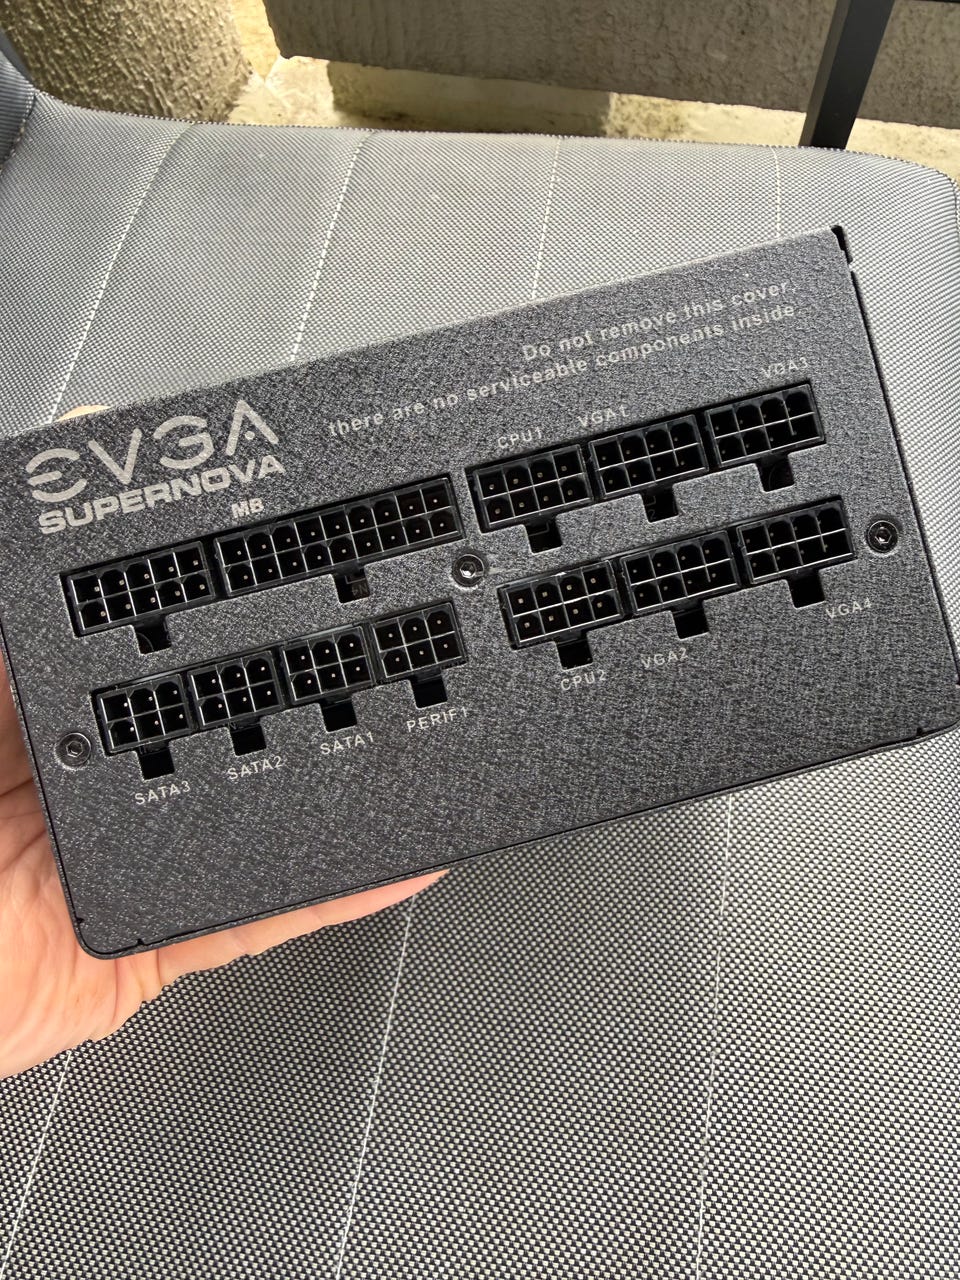 Do not remove this cover,
there are no serviceable components inside.
EVGA
SUPERNOVA
MB
CPU1
VGA1
VGA3
SATA3
SATA2
SATA1
PERIF1
CPU2
VGA2
VGA4